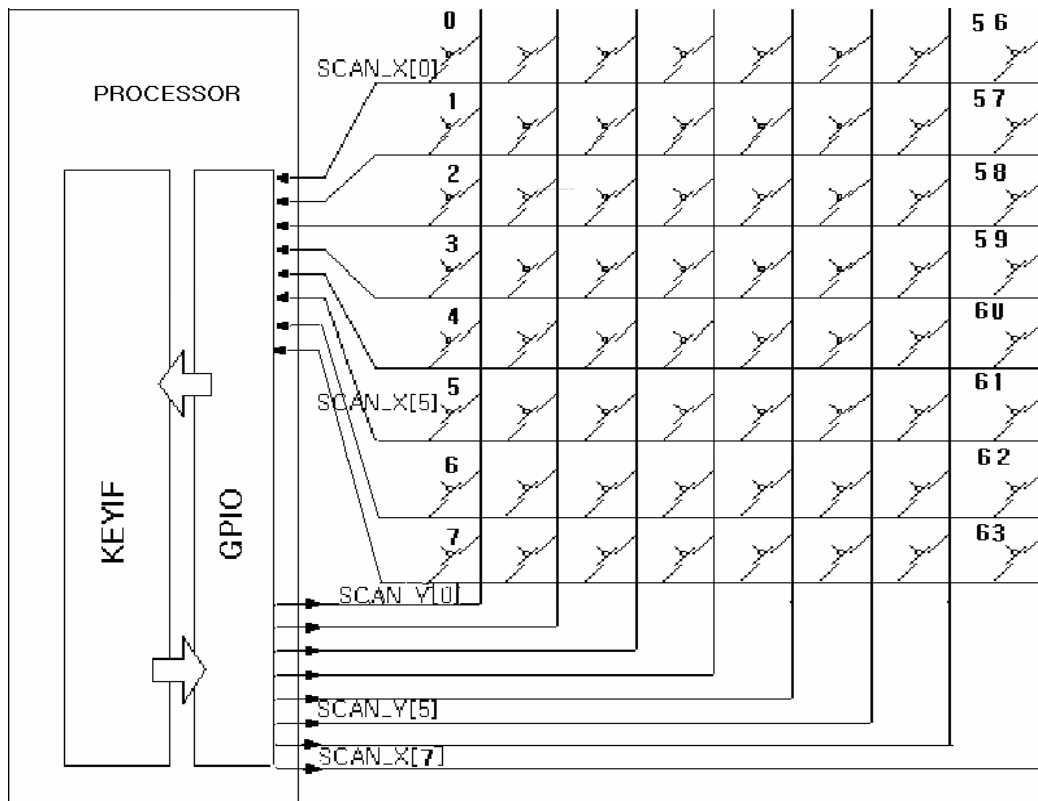 0 56
SCAN_X[0]
PROCESSOR
1 57
2 58
3 59
4 60
5 61
SCAN_X[5]
6 62
KEYIF
GPIO
7 63
SCAN_Y[0]
SCAN_Y[5]
SCAN_X[7]